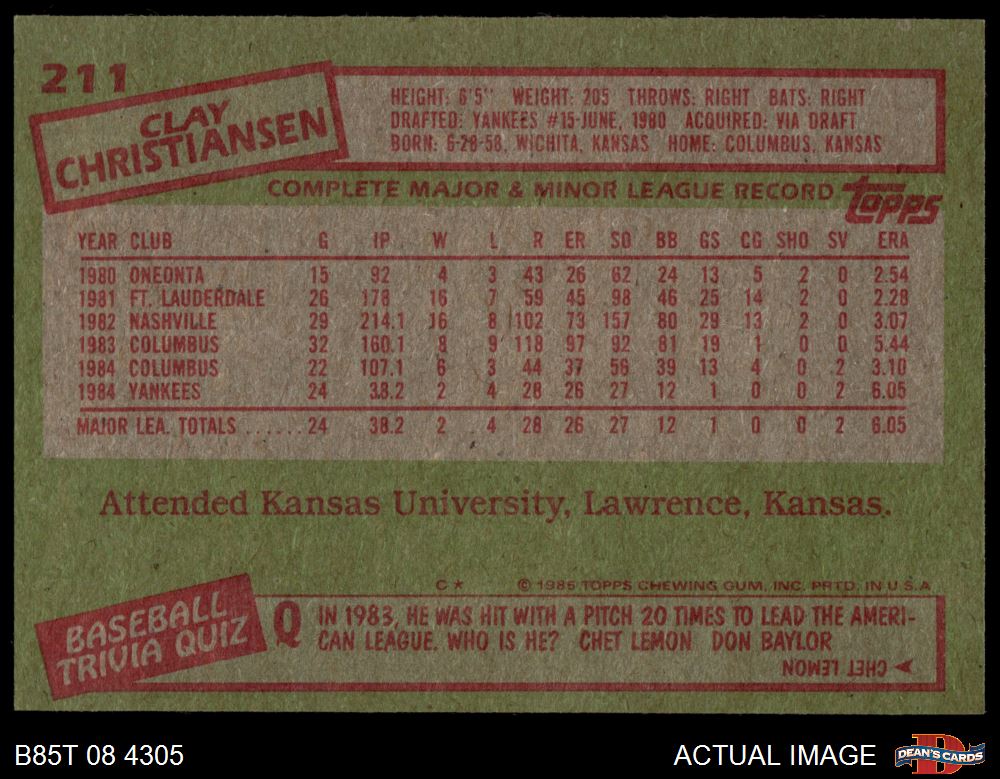 211
CLAY
CHRISTIANSEN
HEIGHT: 6'5" WEIGHT: 205 THROWS: RIGHT BATS: RIGHT
DRAFTED: YANKEES #15-JUNE, 1980 ACQUIRED: VIA DRAFT
BORN: 6-28-58, WICHITA, KANSAS HOME: COLUMBUS, KANSAS
COMPLETE MAJOR & MINOR LEAGUE RECORD
TOPPS
YEAR CLUB G IP W L R ER SO BB GS CG SHO SV ERA
1980 ONEONTA 15 92 4 3 43 26 62 24 13 5 2 0 2.54
1981 FT. LAUDERDALE 26 178 16 7 59 45 98 46 25 14 2 0 2.28
1982 NASHVILLE 29 214.1 16 8 102 73 157 80 29 13 2 0 3.07
1983 COLUMBUS 32 160.1 8 9 118 97 92 81 19 1 0 0 5.44
1984 COLUMBUS 22 107.1 6 3 44 37 56 39 13 4 0 2 3.10
1984 YANKEES 24 38.2 2 4 28 26 27 12 1 0 0 2 6.05
MAJOR LEA. TOTALS ...... 24 38.2 2 4 28 26 27 12 1 0 0 2 6.05
Attended Kansas University, Lawrence, Kansas.
C* © 1985 TOPPS CHEWING GUM, INC. PRTD. IN U.S.A.
BASEBALL
TRIVIA QUIZ
Q IN 1983, HE WAS HIT WITH A PITCH 20 TIMES TO LEAD THE AMERI-
CAN LEAGUE. WHO IS HE? CHET LEMON DON BAYLOR
CHET LEMON
B85T 08 4305
ACTUAL IMAGE
D
DEAN'S CARDS